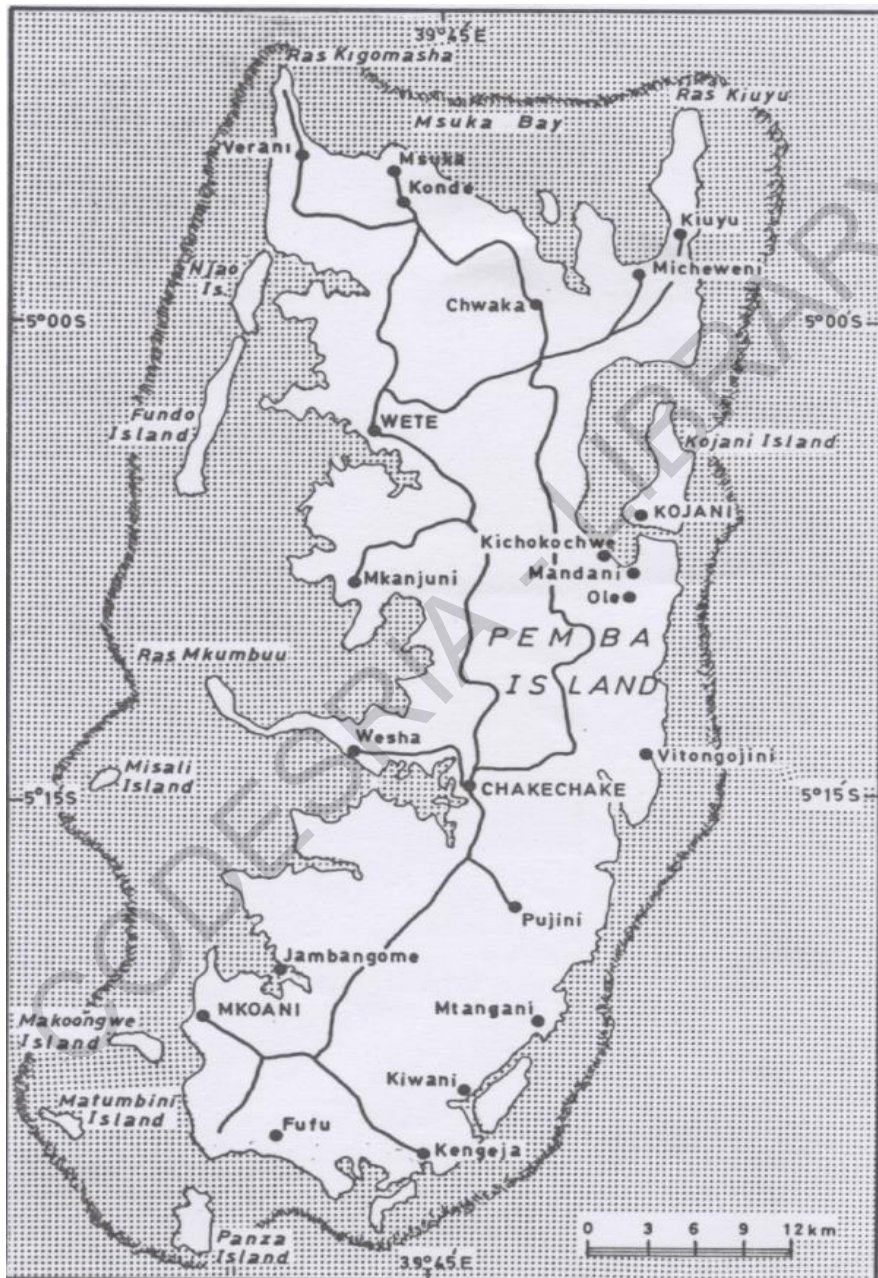 39°45E
Ras Kigomasha
Ras Kiuyu
Msuka Bay
Verani
Msuka
Konde
Kiuyu
Micheweni
NJao
Is.
Chwaka
5°00S
5°00S
Fundo
Island
WETE
Kojani Island
KOJANI
Kichokochwe
Mandani
Mkanjuni
Ole
PEMBA
ISLAND
Ras Mkumbuu
Wesha
Vitongojini
Misali
Island
CHAKECHAKE
5°15S
5°15S
Pujini
Jambangome
MKOANI
Mtangani
Makoongwe
Island
Kiwani
Matumbini
Island
Fufu
Kengeja
Panza
Island
39°45E
0 3 6 9 12 km
CODESRIA - LIBRARY